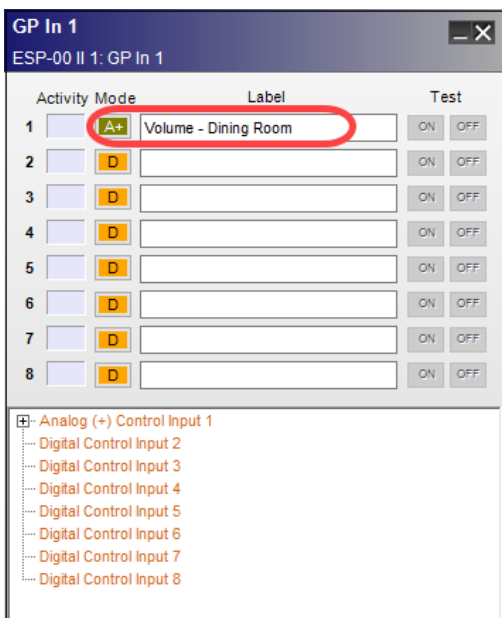 GP In 1
ESP-00 II 1: GP In 1
Activity Mode Label Test
1 A+ Volume - Dining Room ON OFF
2 D ON OFF
3 D ON OFF
4 D ON OFF
5 D ON OFF
6 D ON OFF
7 D ON OFF
8 D ON OFF
Analog (+) Control Input 1
Digital Control Input 2
Digital Control Input 3
Digital Control Input 4
Digital Control Input 5
Digital Control Input 6
Digital Control Input 7
Digital Control Input 8